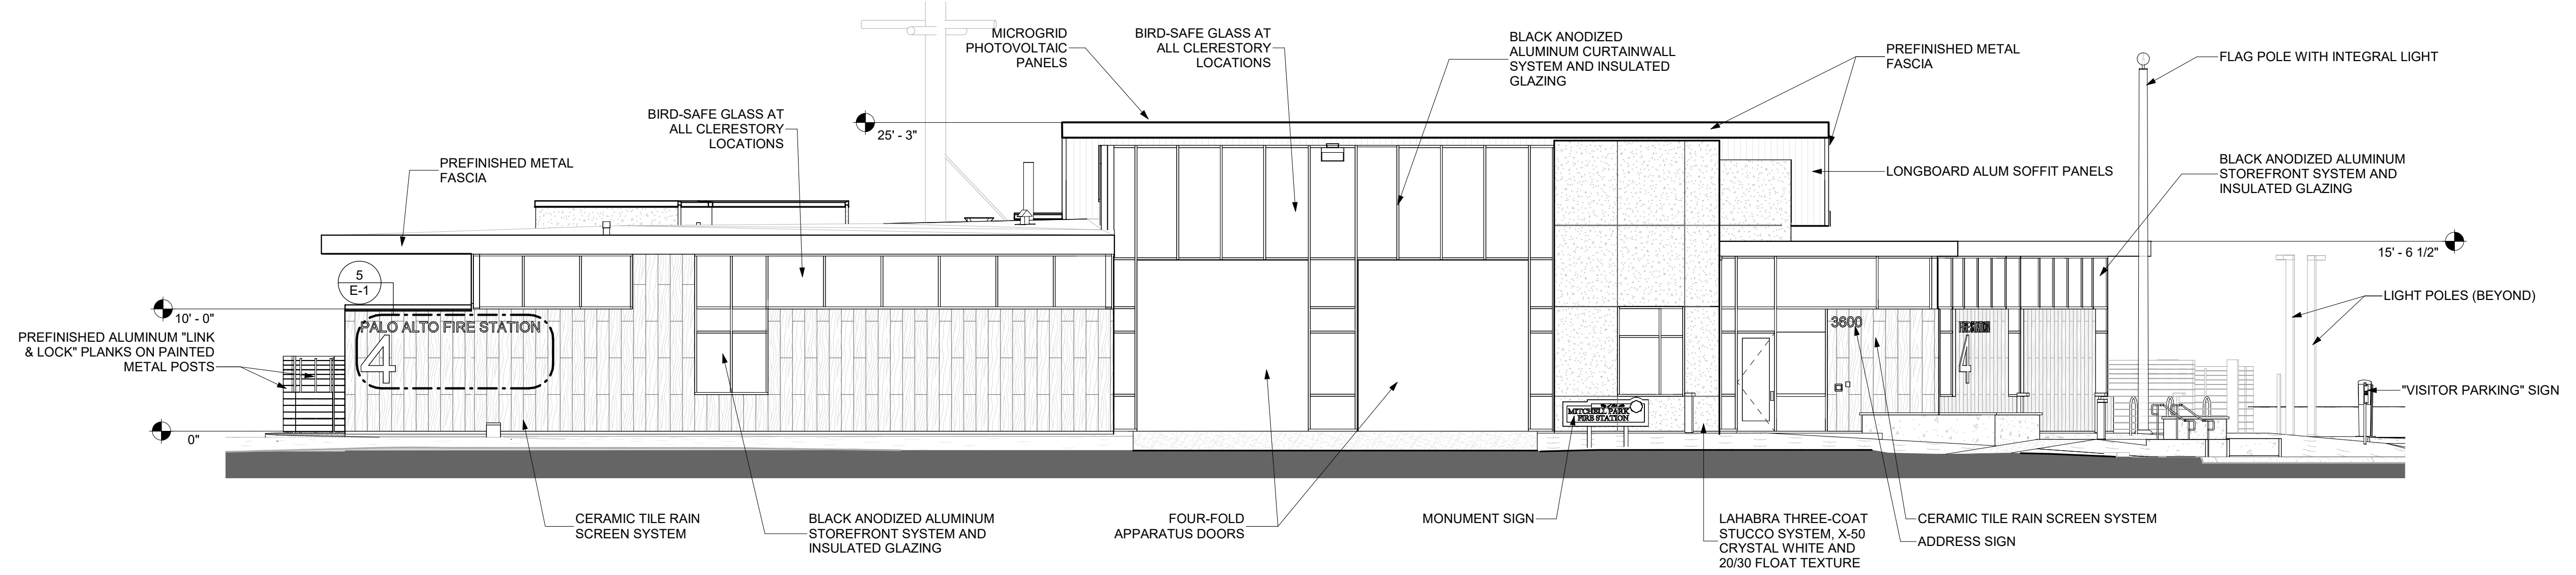 MICROGRID
PHOTOVOLTAIC
PANELS
BIRD-SAFE GLASS AT
ALL CLERESTORY
LOCATIONS
BLACK ANODIZED
ALUMINUM CURTAINWALL
SYSTEM AND INSULATED
GLAZING
PREFINISHED METAL
FASCIA
FLAG POLE WITH INTEGRAL LIGHT
BIRD-SAFE GLASS AT
ALL CLERESTORY
LOCATIONS
25' - 3"
PREFINISHED METAL
FASCIA
LONGBOARD ALUM SOFFIT PANELS
BLACK ANODIZED ALUMINUM
STOREFRONT SYSTEM AND
INSULATED GLAZING
15' - 6 1/2"
5
E-1
10' - 0"
LIGHT POLES (BEYOND)
PREFINISHED ALUMINUM "LINK
& LOCK" PLANKS ON PAINTED
METAL POSTS
PALO ALTO FIRE STATION
4
3600
FIRE STATION
4
"VISITOR PARKING" SIGN
MITCHELL PARK
FIRE STATION
0"
CERAMIC TILE RAIN
SCREEN SYSTEM
BLACK ANODIZED ALUMINUM
STOREFRONT SYSTEM AND
INSULATED GLAZING
FOUR-FOLD
APPARATUS DOORS
MONUMENT SIGN
LAHABRA THREE-COAT
STUCCO SYSTEM, X-50
CRYSTAL WHITE AND
20/30 FLOAT TEXTURE
CERAMIC TILE RAIN SCREEN SYSTEM
ADDRESS SIGN